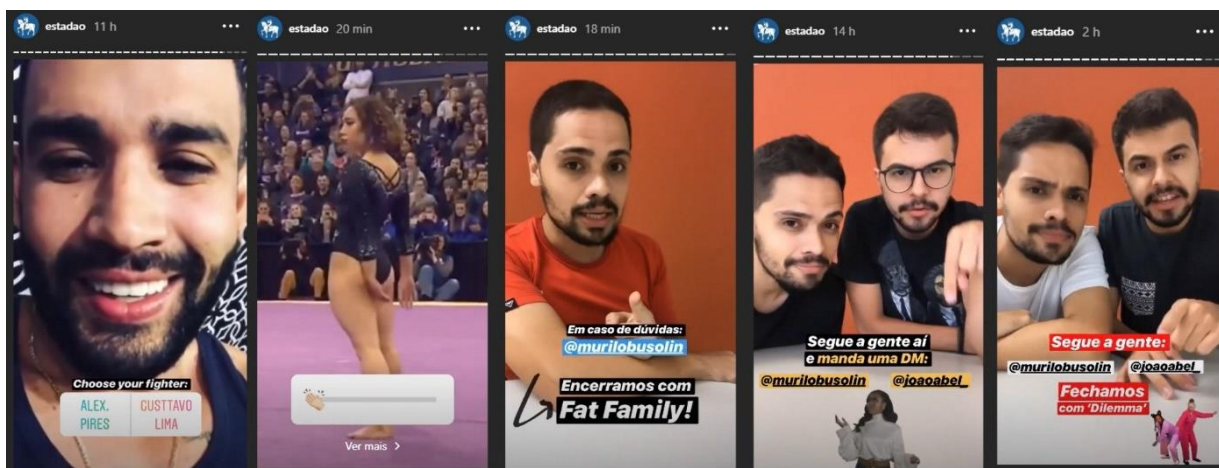 estadao 11 h
Choose your fighter:
ALEX. PIRES
GUSTTAVO LIMA
estadao 20 min
Ver mais >
estadao 18 min
Em caso de dúvidas:
@murilobusolin
Encerramos com
Fat Family!
estadao 14 h
Segue a gente aí
e manda uma DM:
@murilobusolin @joaoabel_
estadao 2 h
Segue a gente:
@murilobusolin @joaoabel_
Fechamos
com 'Dilemma'